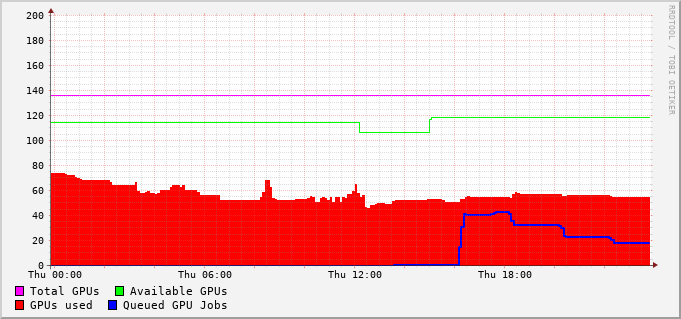 200
180
160
140
120
100
80
60
40
20
0
Thu 00:00 Thu 06:00 Thu 12:00 Thu 18:00
Total GPUs Available GPUs
GPUs used Queued GPU Jobs
RRDTOOL / TOBI OETIKER